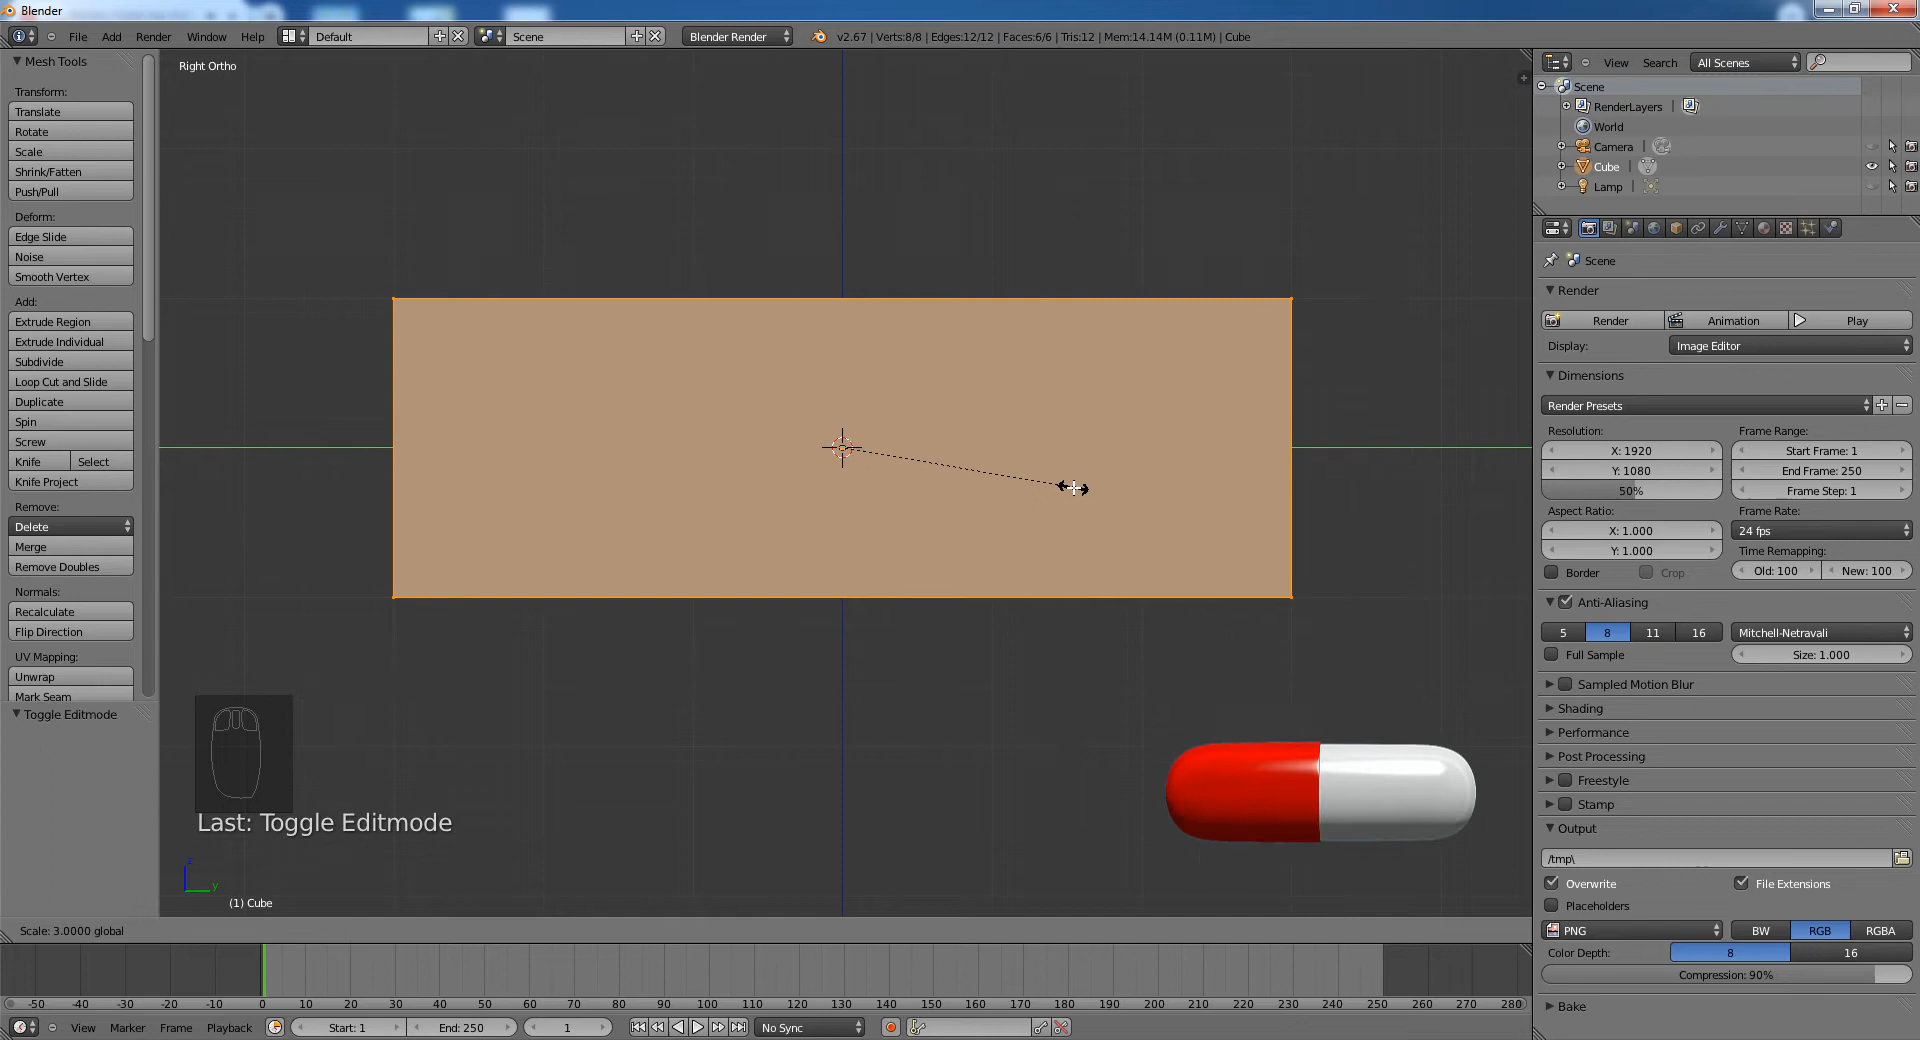 Blender
File Add Render Window Help Default Scene Blender Render v2.67 | Verts:8/8 | Edges:12/12 | Faces:6/6 | Tris:12 | Mem:14.14M (0.11M) | Cube
Mesh Tools
Transform:
Translate
Rotate
Scale
Shrink/Fatten
Push/Pull
Deform:
Edge Slide
Noise
Smooth Vertex
Add:
Extrude Region
Extrude Individual
Subdivide
Loop Cut and Slide
Duplicate
Spin
Screw
Knife Select
Knife Project
Remove:
Delete
Merge
Remove Doubles
Normals:
Recalculate
Flip Direction
UV Mapping:
Unwrap
Mark Seam
Toggle Editmode
Right Ortho
Last: Toggle Editmode
z
y
(1) Cube
Scale: 3.0000 global
View Search All Scenes
Scene
RenderLayers |
World
Camera |
Cube |
Lamp |
Scene
Render
Render Animation Play
Display: Image Editor
Dimensions
Render Presets
Resolution: Frame Range:
X: 1920 Start Frame: 1
Y: 1080 End Frame: 250
50% Frame Step: 1
Aspect Ratio: Frame Rate:
X: 1.000 24 fps
Y: 1.000 Time Remapping:
Border Crop Old: 100 New: 100
Anti-Aliasing
5 8 11 16 Mitchell-Netravali
Full Sample Size: 1.000
Sampled Motion Blur
Shading
Performance
Post Processing
Freestyle
Stamp
Output
/tmp\
Overwrite File Extensions
Placeholders
PNG BW RGB RGBA
Color Depth: 8 16
Compression: 90%
Bake
-50 -40 -30 -20 -10 0 10 20 30 40 50 60 70 80 90 100 110 120 130 140 150 160 170 180 190 200 210 220 230 240 250 260 270 280
View Marker Frame Playback Start: 1 End: 250 1 No Sync